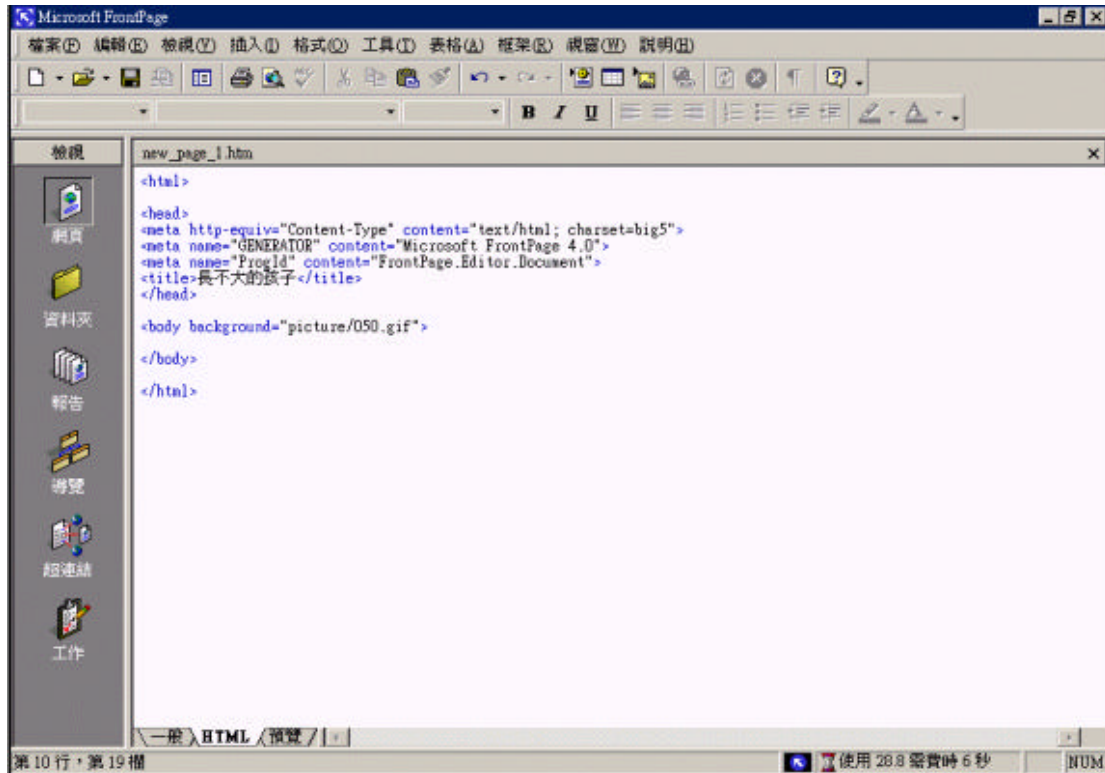 Microsoft FrontPage
檔案(F) 編輯(E) 檢視(V) 插入(I) 格式(O) 工具(T) 表格(A) 框架(R) 視窗(W) 說明(H)
B I U
檢視
new_page_1.htm
<html>
<head>
<meta http-equiv="Content-Type" content="text/html; charset=big5">
<meta name="GENERATOR" content="Microsoft FrontPage 4.0">
<meta name="ProgId" content="FrontPage.Editor.Document">
<title>長不大的孩子</title>
</head>
<body background="picture/050.gif">
</body>
</html>
網頁
資料夾
報告
導覽
超連結
工作
一般 HTML 預覽
第 10 行,第 19 欄
使用 28.8 需費時 6 秒
NUM